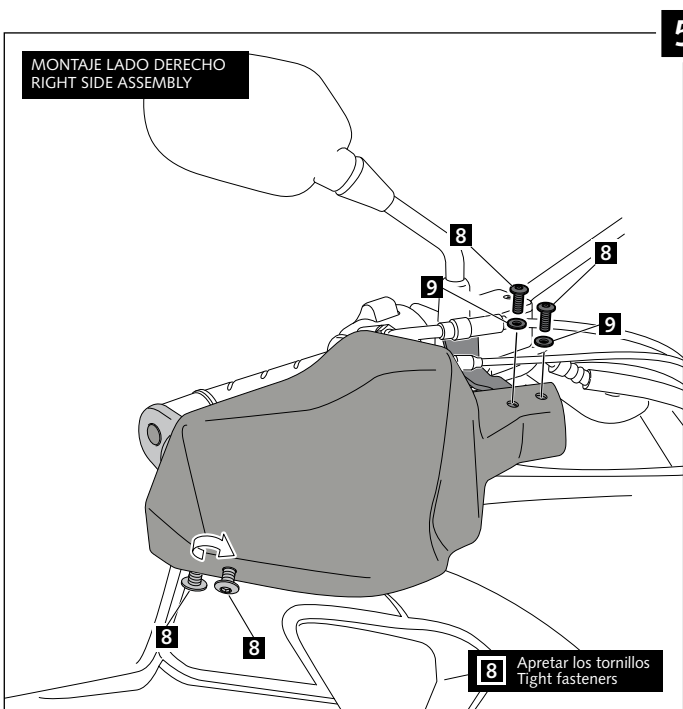 5
MONTAJE LADO DERECHO
RIGHT SIDE ASSEMBLY
8
8
9
9
8
8
8 Apretar los tornillos
Tight fasteners